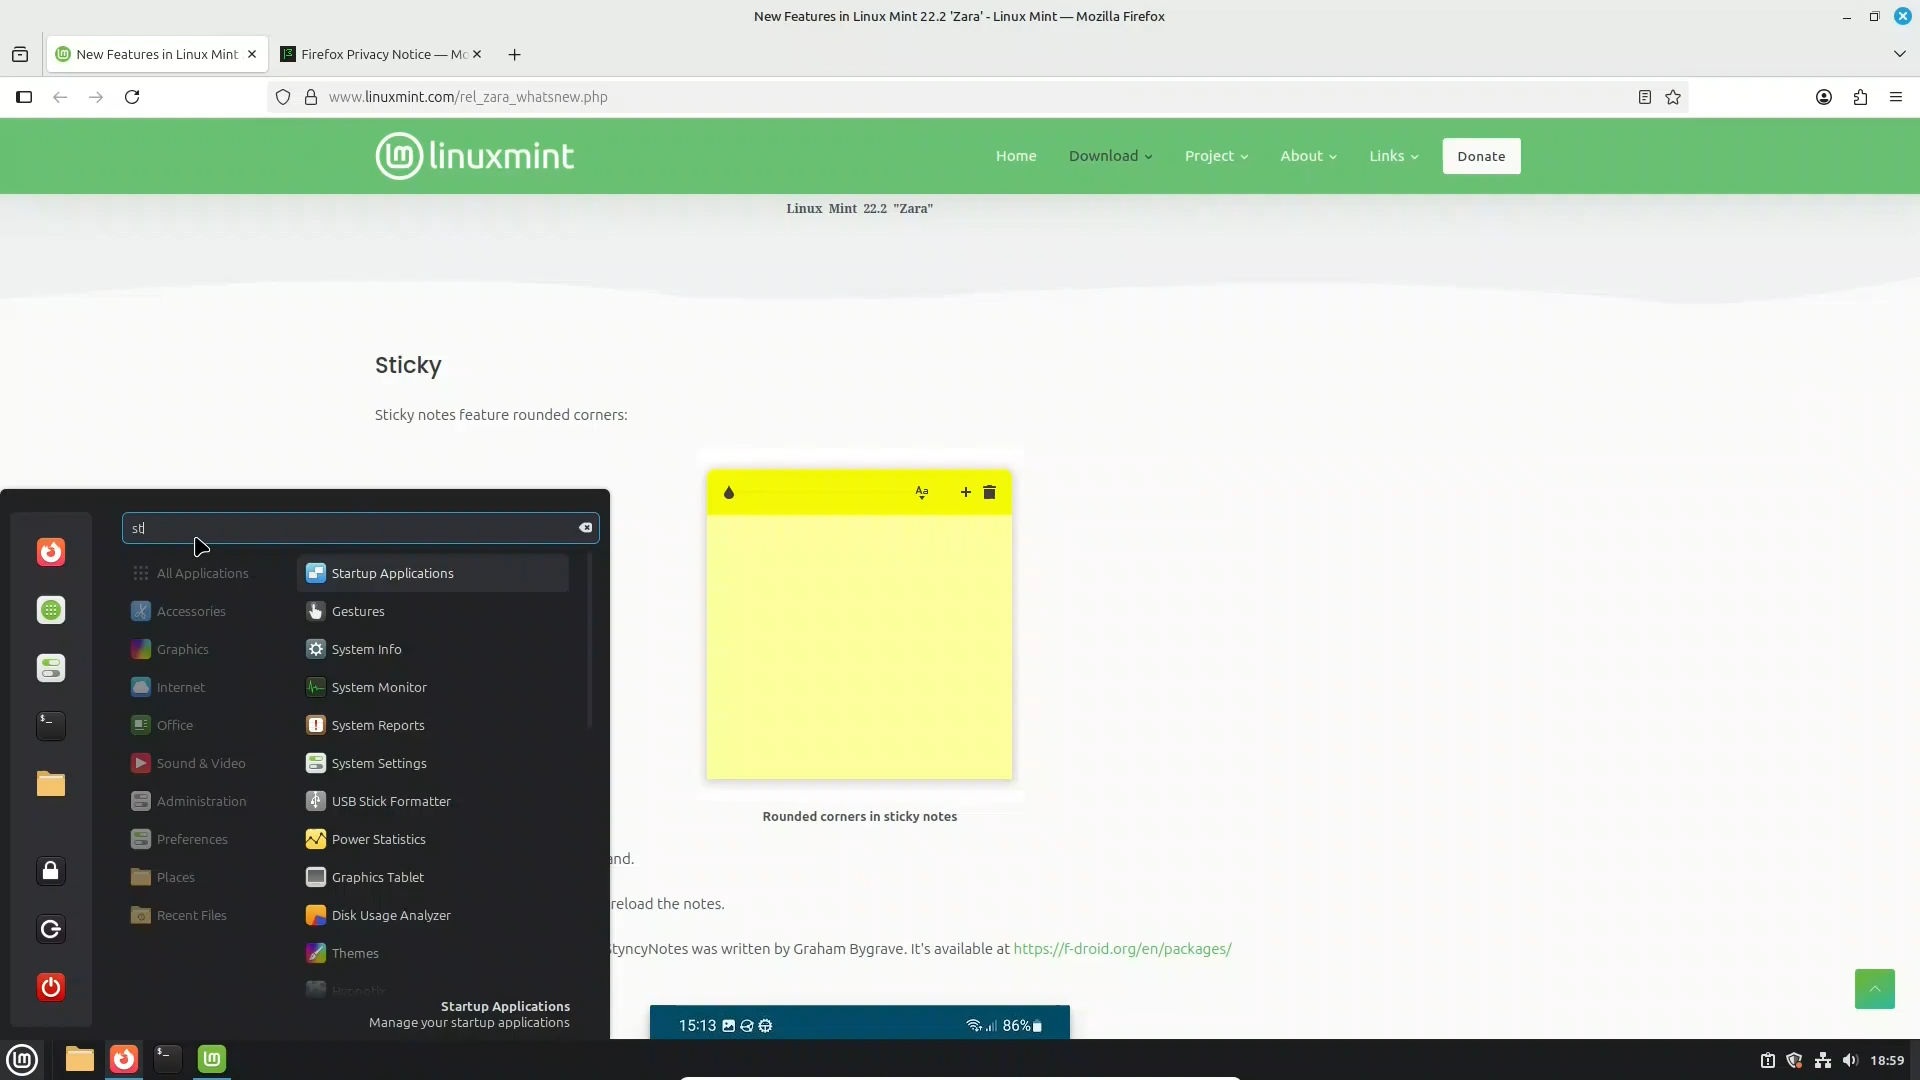 New Features in Linux Mint 22.2 'Zara' - Linux Mint — Mozilla Firefox
New Features in Linux Mint
Firefox Privacy Notice — Mo
www.linuxmint.com/rel_zara_whatsnew.php
linuxmint
Home
Download
Project
About
Links
Donate
Linux Mint 22.2 "Zara"
Sticky
Sticky notes feature rounded corners:
Aa
Rounded corners in sticky notes
and.
reload the notes.
StyncyNotes was written by Graham Bygrave. It's available at https://f-droid.org/en/packages/
15:13
86%
st
All Applications
Accessories
Graphics
Internet
Office
Sound & Video
Administration
Preferences
Places
Recent Files
Startup Applications
Gestures
System Info
System Monitor
System Reports
System Settings
USB Stick Formatter
Power Statistics
Graphics Tablet
Disk Usage Analyzer
Themes
Hypnotix
Startup Applications
Manage your startup applications
18:59